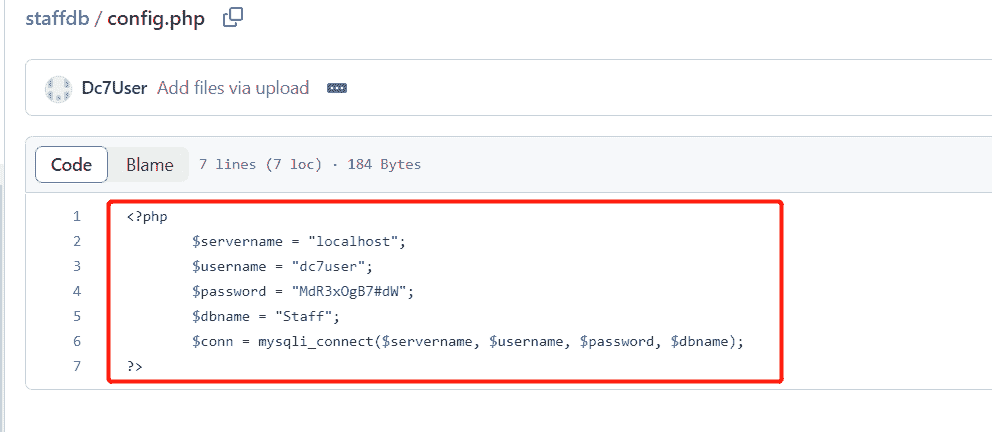 staffdb / config.php
Dc7User Add files via upload
Code Blame 7 lines (7 loc) · 184 Bytes
1 <?php
2 $servername = "localhost";
3 $username = "dc7user";
4 $password = "MdR3xOgB7#dW";
5 $dbname = "Staff";
6 $conn = mysqli_connect($servername, $username, $password, $dbname);
7 ?>